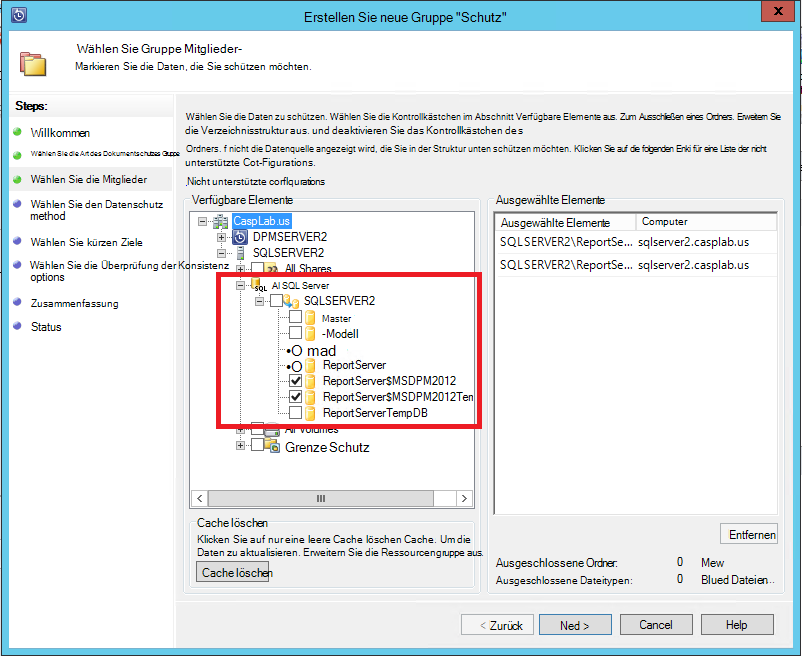 Erstellen Sie neue Gruppe "Schutz"
Wählen Sie Gruppe Mitglieder-
Markieren Sie die Daten, die Sie schützen möchten.
Steps:
Willkommen
Wählen Sie die Art des Dokumentschutzes Gruppe
Wählen Sie die Mitglieder
Wählen Sie den Datenschutz
method
Wählen Sie kürzen Ziele
Wählen Sie die Überprüfung der Konsistenz
options
Zusammenfassung
Status
Wählen Sie die Daten zu schützen. Wählen Sie die Kontrollkästchen im Abschnitt Verfügbare Elemente aus. Zum Ausschließen eines Ordners. Erweitern Sie
die Verzeichnisstruktur aus. und deaktivieren Sie das Kontrollkästchen des
Ordners. f nicht die Datenquelle angezeigt wird, die Sie in der Struktur unten schützen möchten. Klicken Sie auf die folgenden Enki für eine Liste der nicht
unterstützte Cot-Figurations.
Nicht unterstützte corflqurations
Verfügbare Elemente
CaspLab.us
DPMSERVER2
SQLSERVER2
All Shares
SQL AI SQL Server
SQLSERVER2
Master
-Modell
•O mad
•O ReportServer
ReportServer$MSDPM2012
ReportServer$MSDPM2012Tem
ReportServerTempDB
All Volumes
Grenze Schutz
Cache löschen
Klicken Sie auf nur eine leere Cache löschen Cache. Um die
Daten zu aktualisieren. Erweitern Sie die Ressourcengruppe aus.
Cache löschen
Ausgewählte Elemente
Ausgewählte Elemente Computer
SQLSERVER2\ReportSe... sqlserver2.casplab.us
SQLSERVER2\ReportSe... sqlserver2.casplab.us
Entfernen
Ausgeschlossene Ordner: 0 Mew
Ausgeschlossene Dateitypen: 0 Blued Dateien...
< Zurück Ned > Cancel Help